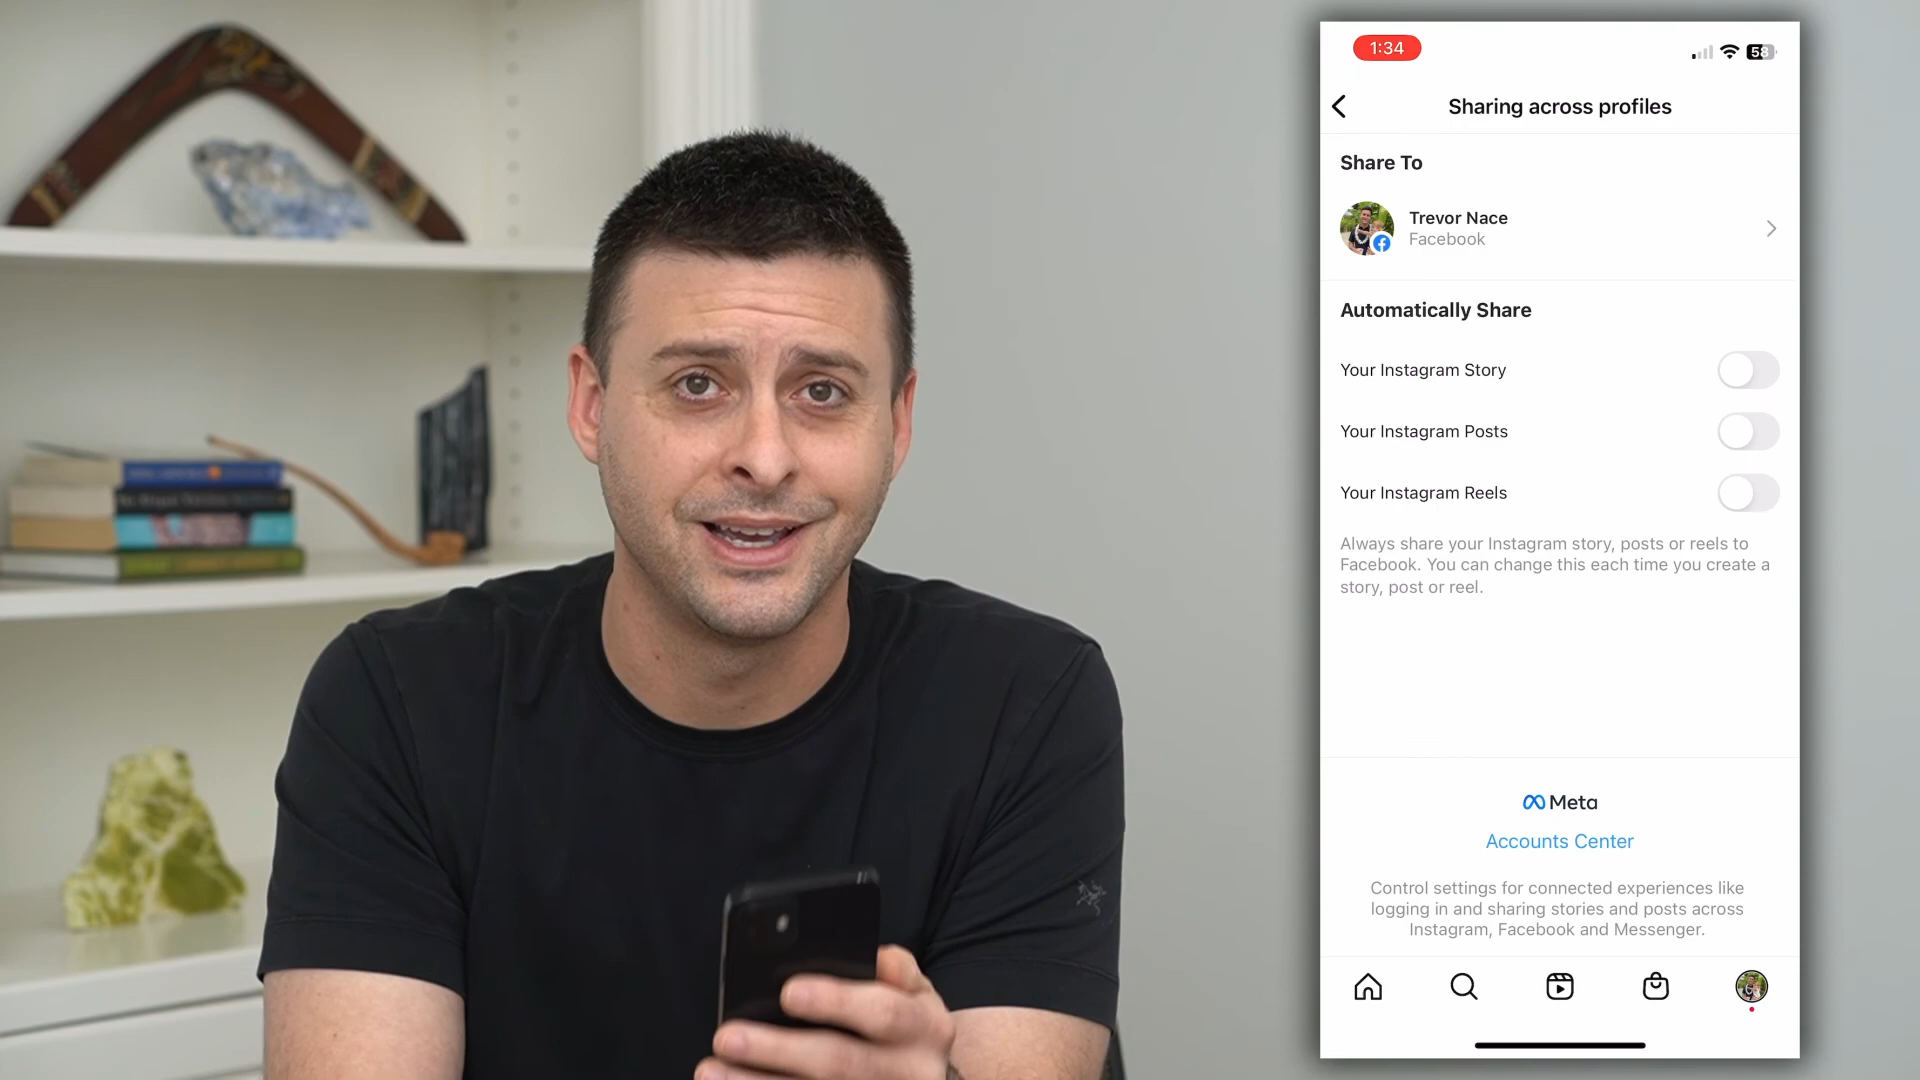 1:34
58
Sharing across profiles
Share To
Trevor Nace
Facebook
Automatically Share
Your Instagram Story
Your Instagram Posts
Your Instagram Reels
Always share your Instagram story, posts or reels to
Facebook. You can change this each time you create a
story, post or reel.
Meta
Accounts Center
Control settings for connected experiences like
logging in and sharing stories and posts across
Instagram, Facebook and Messenger.